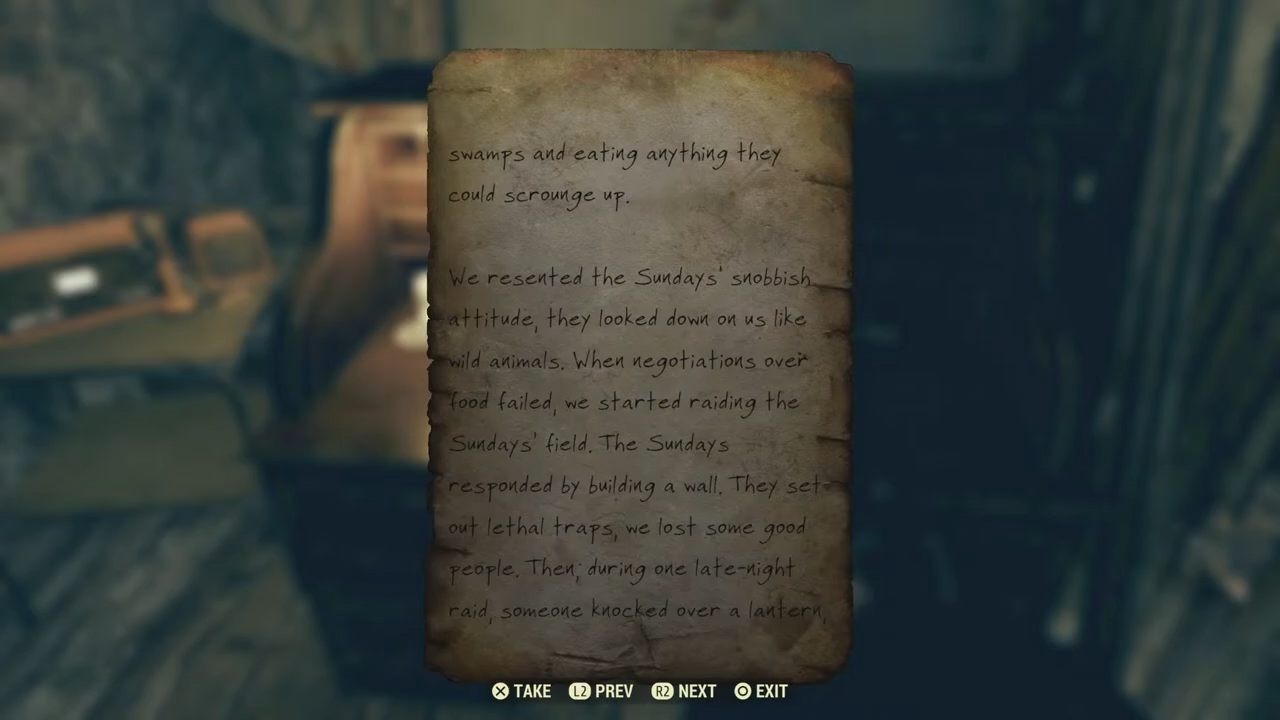 swamps and eating anything they
could scrounge up.
We resented the Sundays' snobbish
attitude, they looked down on us like
wild animals. When negotiations over
food failed, we started raiding the
Sundays' field. The Sundays
responded by building a wall. They set
out lethal traps, we lost some good
people. Then, during one late-night
raid, someone knocked over a lantern,
TAKE L2 PREV R2 NEXT EXIT